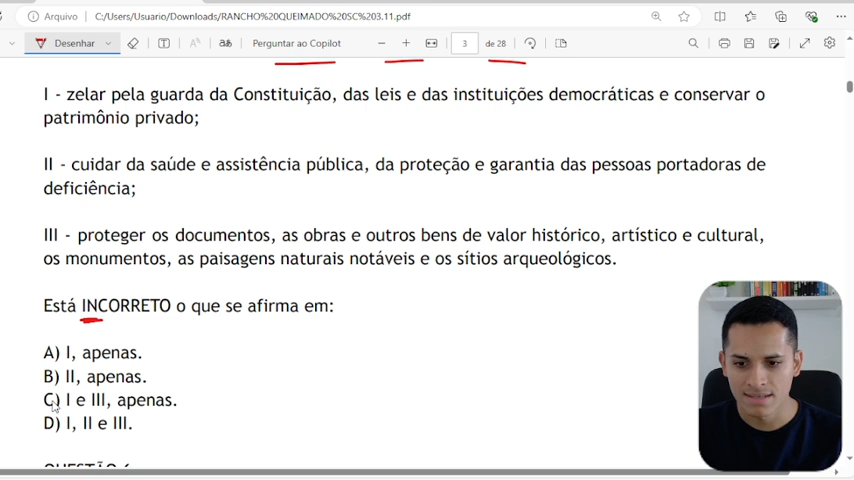 Arquivo C:/Users/Usuario/Downloads/RANCHO%20QUEIMADO%20SC%203.11.pdf
Desenhar Perguntar ao Copilot 3 de 28
I - zelar pela guarda da Constituição, das leis e das instituições democráticas e conservar o
patrimônio privado;
II - cuidar da saúde e assistência pública, da proteção e garantia das pessoas portadoras de
deficiência;
III - proteger os documentos, as obras e outros bens de valor histórico, artístico e cultural,
os monumentos, as paisagens naturais notáveis e os sítios arqueológicos.
Está INCORRETO o que se afirma em:
A) I, apenas.
B) II, apenas.
C) I e III, apenas.
D) I, II e III.